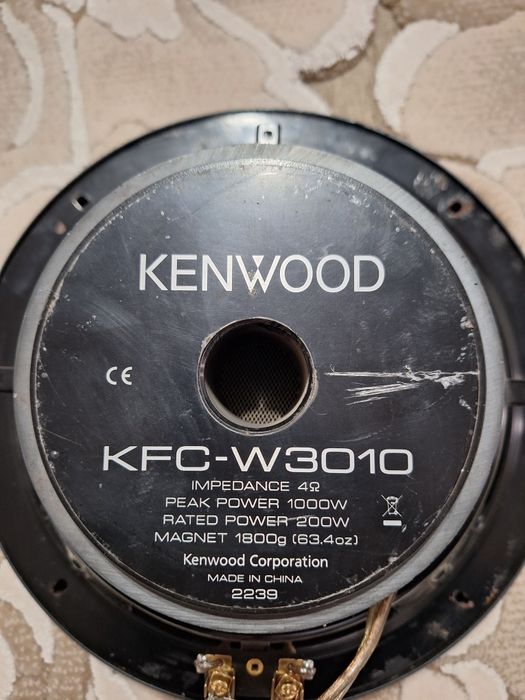 KENWOOD
CE
KFC-W3010
IMPEDANCE 4Ω
PEAK POWER 1000W
RATED POWER 200W
MAGNET 1800g (63.4oz)
Kenwood Corporation
MADE IN CHINA
2239